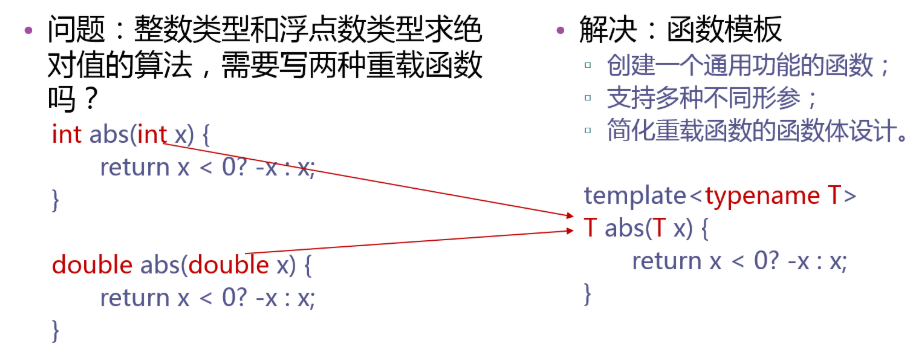 • 问题：整数类型和浮点数类型求绝
对值的算法，需要写两种重载函数
吗？
int abs(int x) {
return x < 0? -x : x;
}
double abs(double x) {
return x < 0? -x : x;
}
• 解决：函数模板
▫ 创建一个通用功能的函数；
▫ 支持多种不同形参；
▫ 简化重载函数的函数体设计。
template<typename T>
T abs(T x) {
return x < 0? -x : x;
}